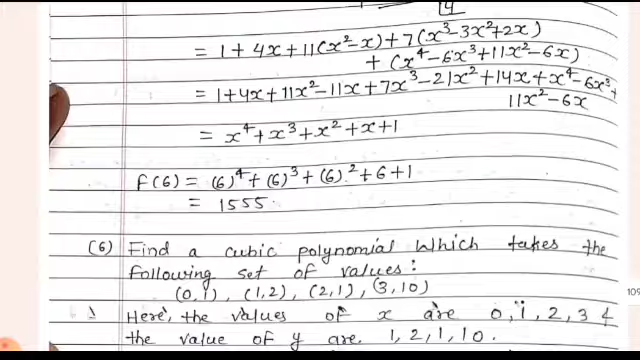 14
= 1 + 4x + 11(x² - x) + 7(x³ - 3x² + 2x)
+ (x⁴ - 6x³ + 11x² - 6x)
= 1 + 4x + 11x² - 11x + 7x³ - 21x² + 14x + x⁴ - 6x³ +
11x² - 6x
= x⁴ + x³ + x² + x + 1
F(6) = (6)⁴ + (6)³ + (6)² + 6 + 1
= 1555.
(6) Find a cubic polynomial which takes the
following set of values:
(0,1), (1,2), (2,1), (3,10)
109
Here, the values of x are 0, 1, 2, 3 &
the value of y are 1, 2, 1, 10.